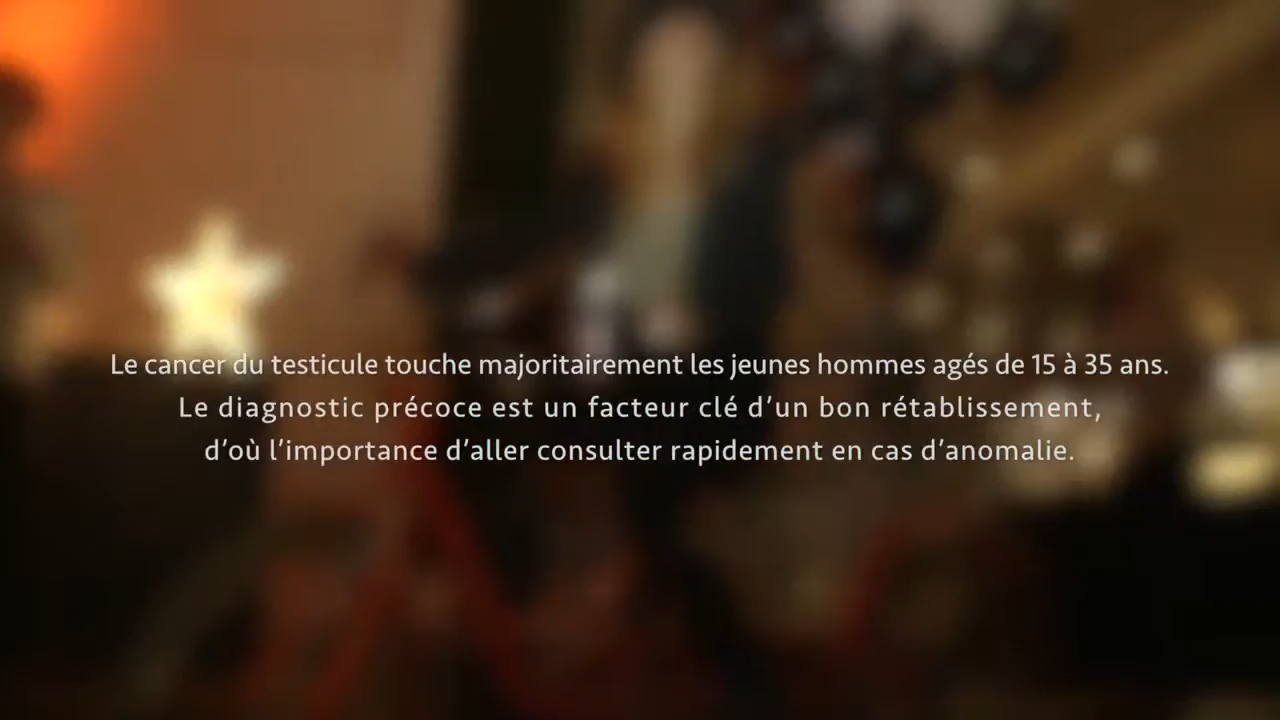 Le cancer du testicule touche majoritairement les jeunes hommes agés de 15 à 35 ans.
Le diagnostic précoce est un facteur clé d’un bon rétablissement,
d’où l’importance d’aller consulter rapidement en cas d’anomalie.